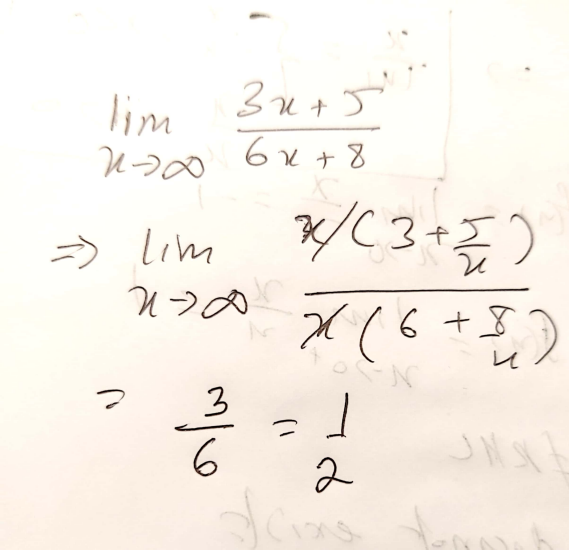 lim 3x + 5
x→∞ 6x + 8
⇒ lim x(3 + 5/x)
x→∞ x(6 + 8/x)
= 3/6 = 1/2